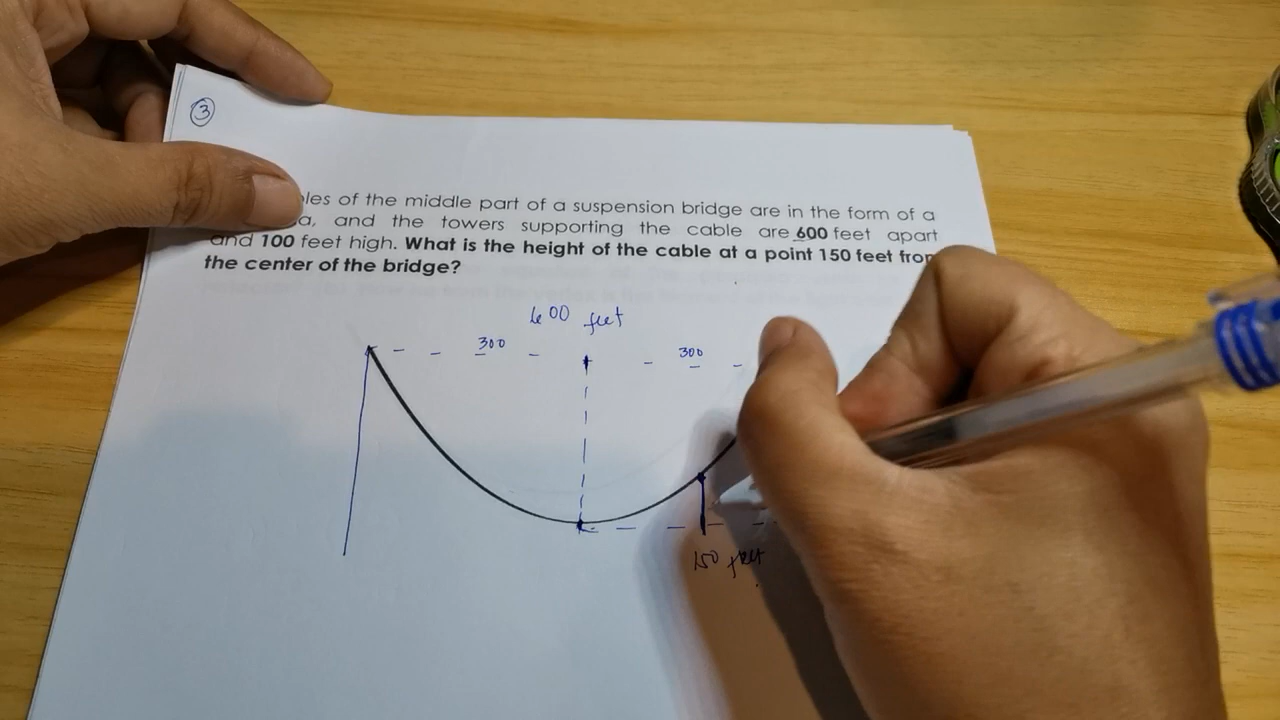 3
les of the middle part of a suspension bridge are in the form of a
a, and the towers supporting the cable are 600 feet apart
and 100 feet high. What is the height of the cable at a point 150 feet from
the center of the bridge?
600 feet
300 300
150 feet